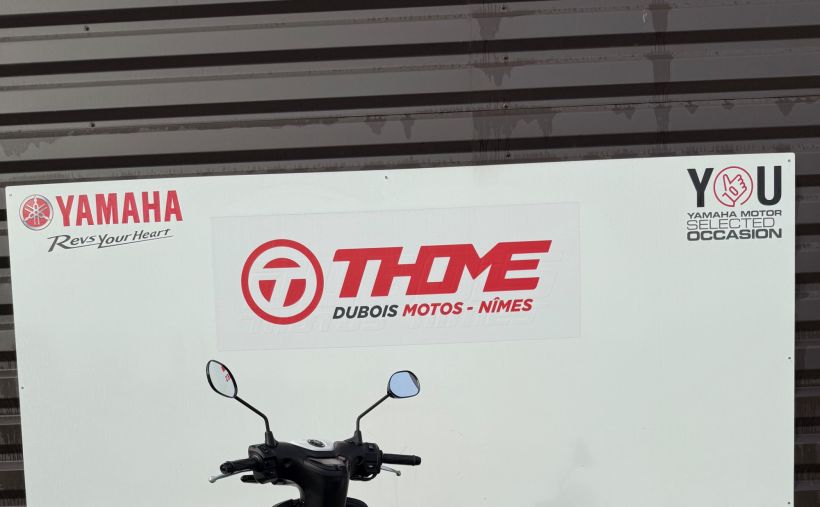 YAMAHA
Revs Your Heart
YOU
YAMAHA MOTOR
SELECTED
OCCASION
THOME
DUBOIS MOTOS - NÎMES